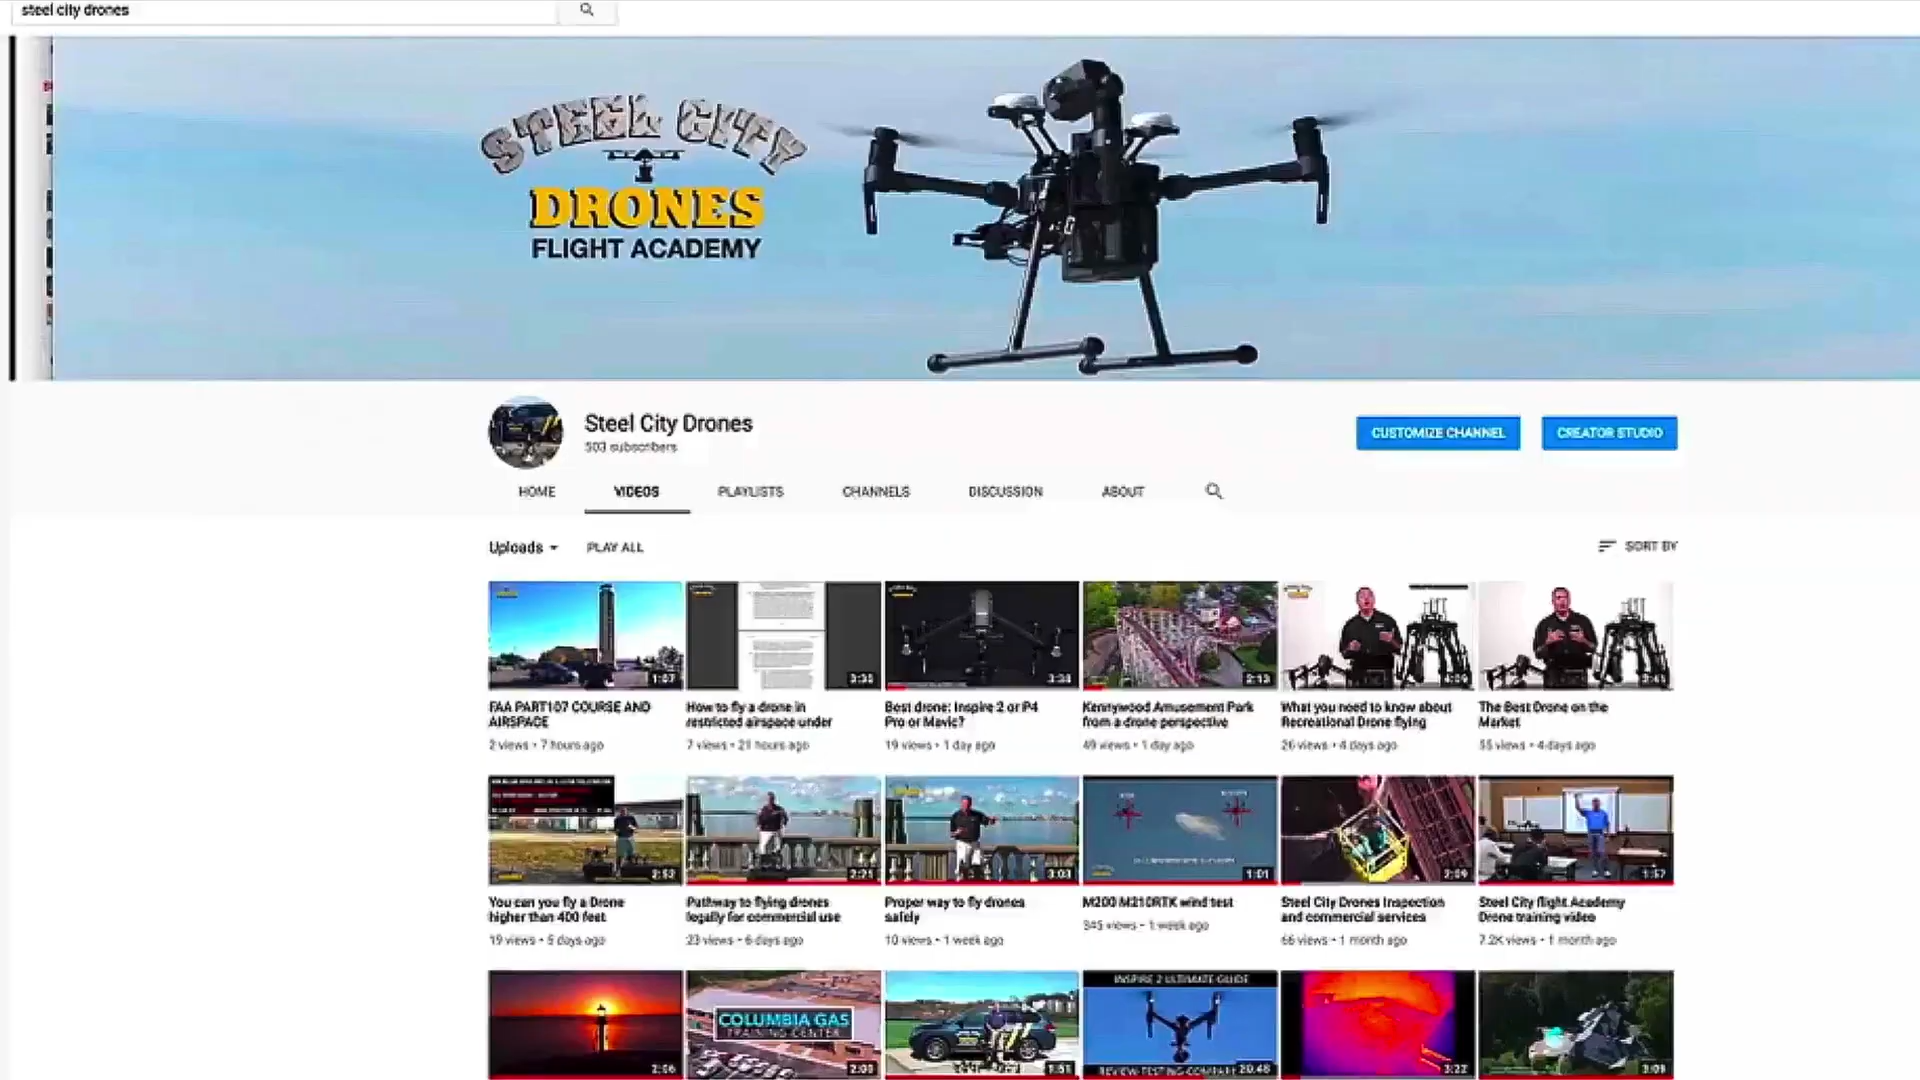 steel city drones
STEEL CITY
DRONES
FLIGHT ACADEMY
Steel City Drones
503 subscribers
CUSTOMIZE CHANNEL
CREATOR STUDIO
HOME
VIDEOS
PLAYLISTS
CHANNELS
DISCUSSION
ABOUT
Uploads
PLAY ALL
SORT BY
1:07
3:35
3:38
2:13
FAA PART107 COURSE AND
AIRSPACE
2 views • 7 hours ago
How to fly a drone in
restricted airspace under
7 views • 21 hours ago
Best drone: Inspire 2 or P4
Pro or Mavic?
19 views • 1 day ago
Kennywood Amusement Park
from a drone perspective
49 views • 1 day ago
What you need to know about
Recreational Drone flying
26 views • 4 days ago
The Best Drone on the
Market
55 views • 4 days ago
2:52
2:21
3:03
1:01
2:09
1:57
You can you fly a Drone
higher than 400 feet
19 views • 5 days ago
Pathway to flying drones
legally for commercial use
23 views • 6 days ago
Proper way to fly drones
safely
10 views • 1 week ago
M200 M210RTK wind test
345 views • 1 week ago
Steel City Drones Inspection
and commercial services
66 views • 1 month ago
Steel City flight Academy
Drone training video
7.2K views • 1 month ago
2:06
COLUMBIA GAS
TRAINING CENTER
2:03
1:51
INSPIRE 2 ULTIMATE GUIDE
REVIEW-TESTING-COMPARE
20:48
3:22
3:09